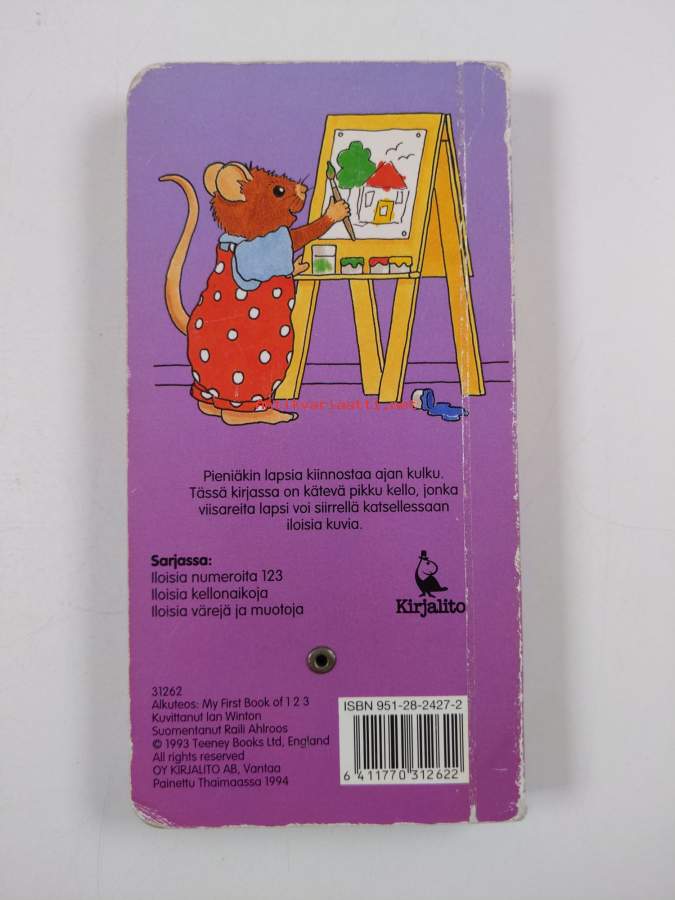 Antikvariaatti.net
Pieniäkin lapsia kiinnostaa ajan kulku.
Tässä kirjassa on kätevä pikku kello, jonka
viisareita lapsi voi siirrellä katsellessaan
iloisia kuvia.
Sarjassa:
Iloisia numeroita 123
Iloisia kellonaikoja
Iloisia värejä ja muotoja
Kirjalito
31262
Alkuteos: My First Book of 1 2 3
Kuvittanut Ian Winton
Suomentanut Raili Ahlroos
© 1993 Teeney Books Ltd, England
All rights reserved
OY KIRJALITO AB, Vantaa
Painettu Thaimaassa 1994
ISBN 951-28-2427-2
6 411770 312622